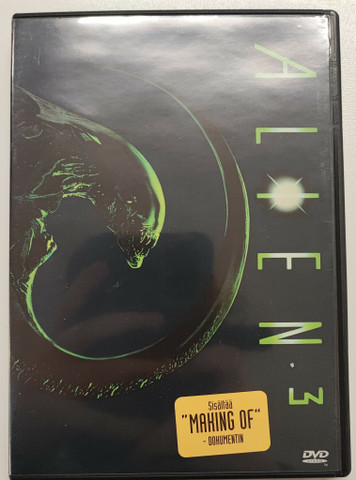 ALIEN.3
Sisältää
"MAKING OF"
- DOKUMENTIN
DVD